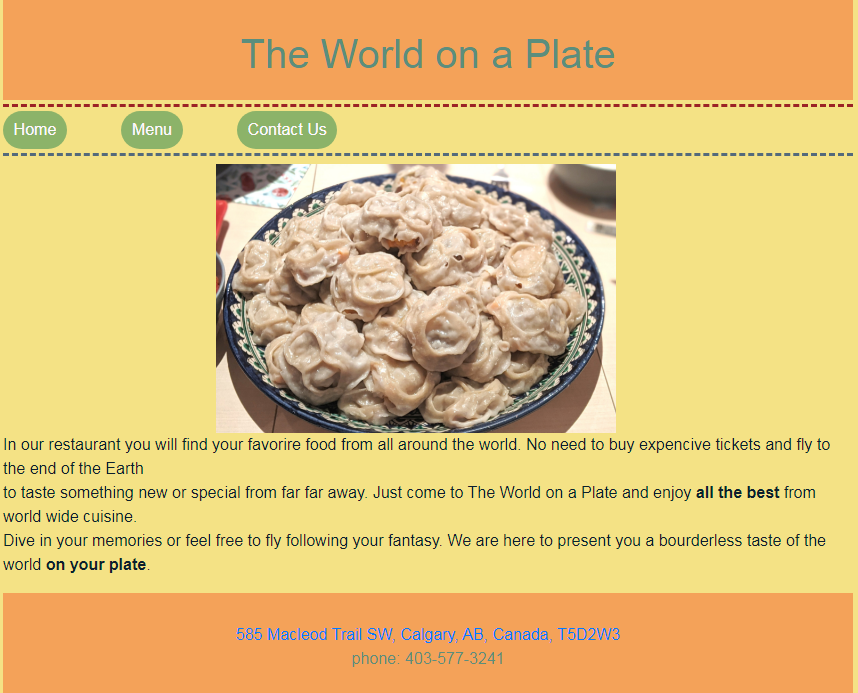 The World on a Plate
Home
Menu
Contact Us
In our restaurant you will find your favorire food from all around the world. No need to buy expencive tickets and fly to
the end of the Earth
to taste something new or special from far far away. Just come to The World on a Plate and enjoy all the best from
world wide cuisine.
Dive in your memories or feel free to fly following your fantasy. We are here to present you a bourderless taste of the
world on your plate.
585 Macleod Trail SW, Calgary, AB, Canada, T5D2W3
phone: 403-577-3241